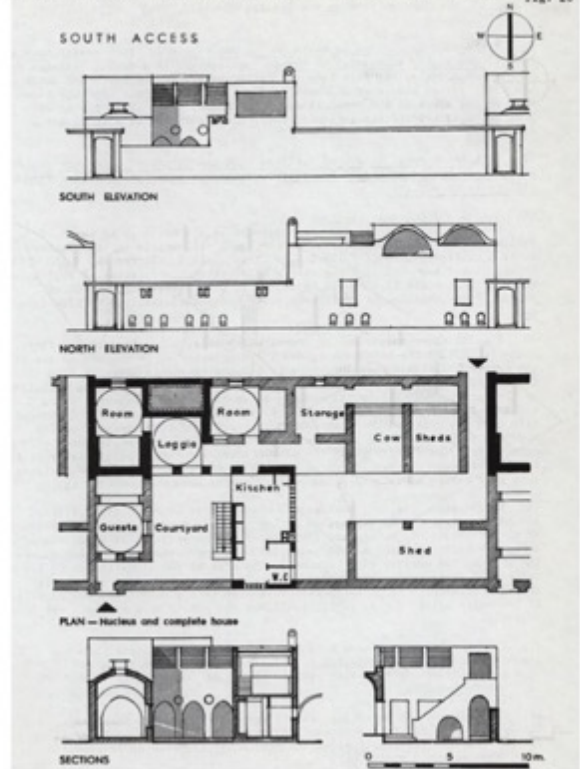 SOUTH ACCESS
N
W E
S
SOUTH ELEVATION
NORTH ELEVATION
Room
Room
Storage
Loggia
Cow Sheds
Kitchen
Guests
Courtyard
Shed
W.C
PLAN — Nucleus and complete house
SECTIONS
0 5 10 m.